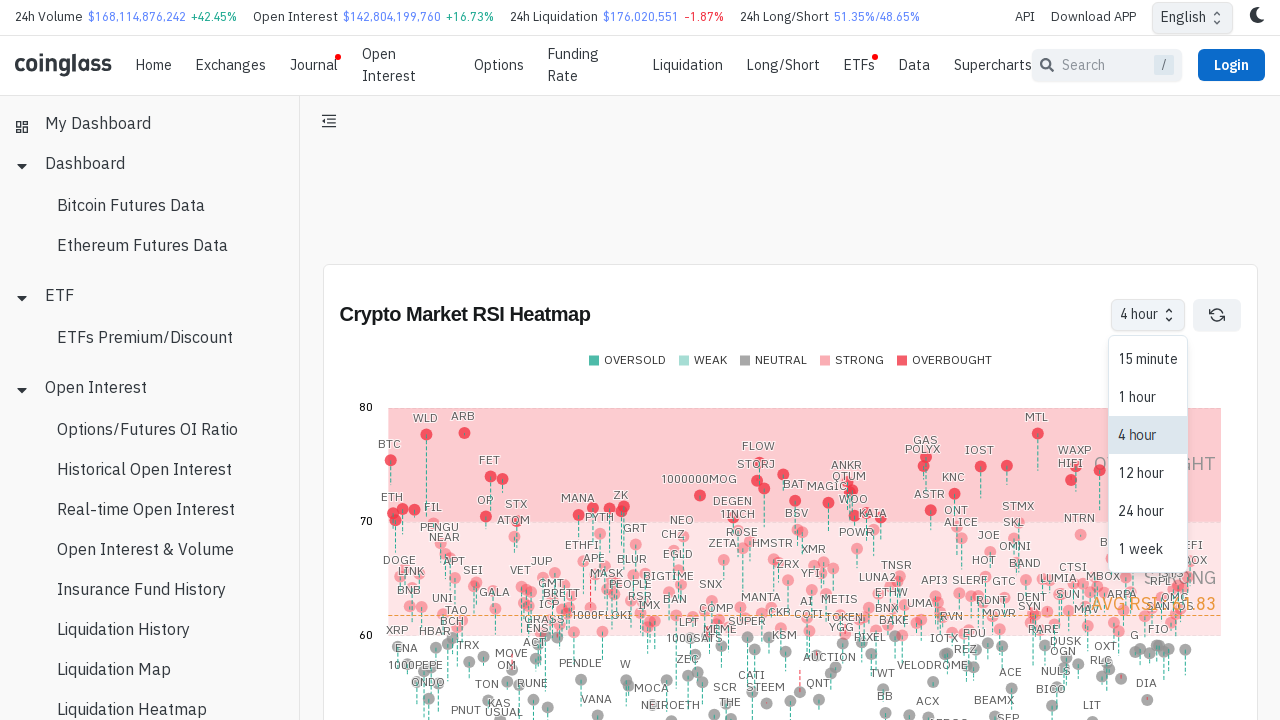 24h Volume $168,114,876,242 +42.45% Open Interest $142,804,199,760 +16.73% 24h Liquidation $176,020,551 -1.87% 24h Long/Short 51.35%/48.65% API Download APP English
coinglass Home Exchanges Journal Open Interest Options Funding Rate Liquidation Long/Short ETFs Data Supercharts Search / Login
My Dashboard
Dashboard
Bitcoin Futures Data
Ethereum Futures Data
ETF
ETFs Premium/Discount
Open Interest
Options/Futures OI Ratio
Historical Open Interest
Real-time Open Interest
Open Interest & Volume
Insurance Fund History
Liquidation History
Liquidation Map
Liquidation Heatmap
Crypto Market RSI Heatmap
4 hour
15 minute
1 hour
4 hour
12 hour
24 hour
1 week
OVERSOLD WEAK NEUTRAL STRONG OVERBOUGHT
80
WLD ARB MTL
BTC FLOW GAS
POLYX IOST WAXP
FET STORJ ANKR HIFI
1000000MOG QTUM KNC
BAT MAGIC
ETH OP MANA ZK DEGEN WOO ASTR
FIL STX 1INCH BSV KAIA ONT STMX
70
PENGU ATOM PYTH NEO ALICE SKL NTRN
NEAR GRT CHZ ROSE POWR JOE
ETHFI ZETA HMSTR XMR OMNI
DOGE APT JUP APE BLUR EGLD HOT BAND
LINK SEI VET MASK BIGTIME ZRX YFI TNSR CTSI
BNB GALA GMT PEOPLE SNX LUNA2 API3 SLERF GTC LUMIA MBOX
UNI BRETT RSR MANTA AI METIS ETHW SUN ARPA OMG
TAO ICP IMX BAN COMP CKB COTI BNX UMA RDNT DENT MAV SAN
BCH GRASS 1000FLOKI LPT SUPER TOKEN BAKE RVN MOVR SYN
60
XRP HBAR ENS 1000SATS MEME KSM YGG PIXEL IOTX EDU RARE G FIO
ENA TRX ACT AUCTION REZ DUSK OXT
1000PEPE MOVE PENDLE W ZEC VELODROME OGN RLC
ONDO OM CATI TWT ACE NULS
TON RUNE MOCA SCR STEEM QNT BICO DIA
KAS VANA NEIROETH THE BB ACX BEAMX LIT
PNUT USUAL